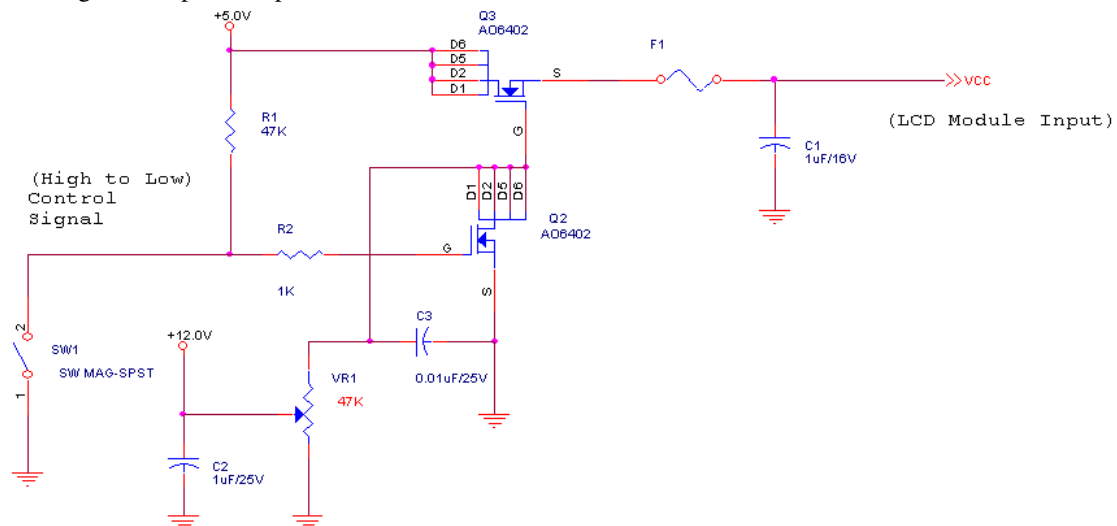 +5.0V
Q3
AO6402
F1
D6
D5
D2
D1
S
G
VCC
(LCD Module Input)
R1
47K
C1
1uF/16V
(High to Low)
Control
Signal
D1
D2
D5
D6
Q2
AO6402
R2
1K
G
S
C3
0.01uF/25V
+12.0V
2
SW1
SW MAG-SPST
1
VR1
47K
C2
1uF/25V